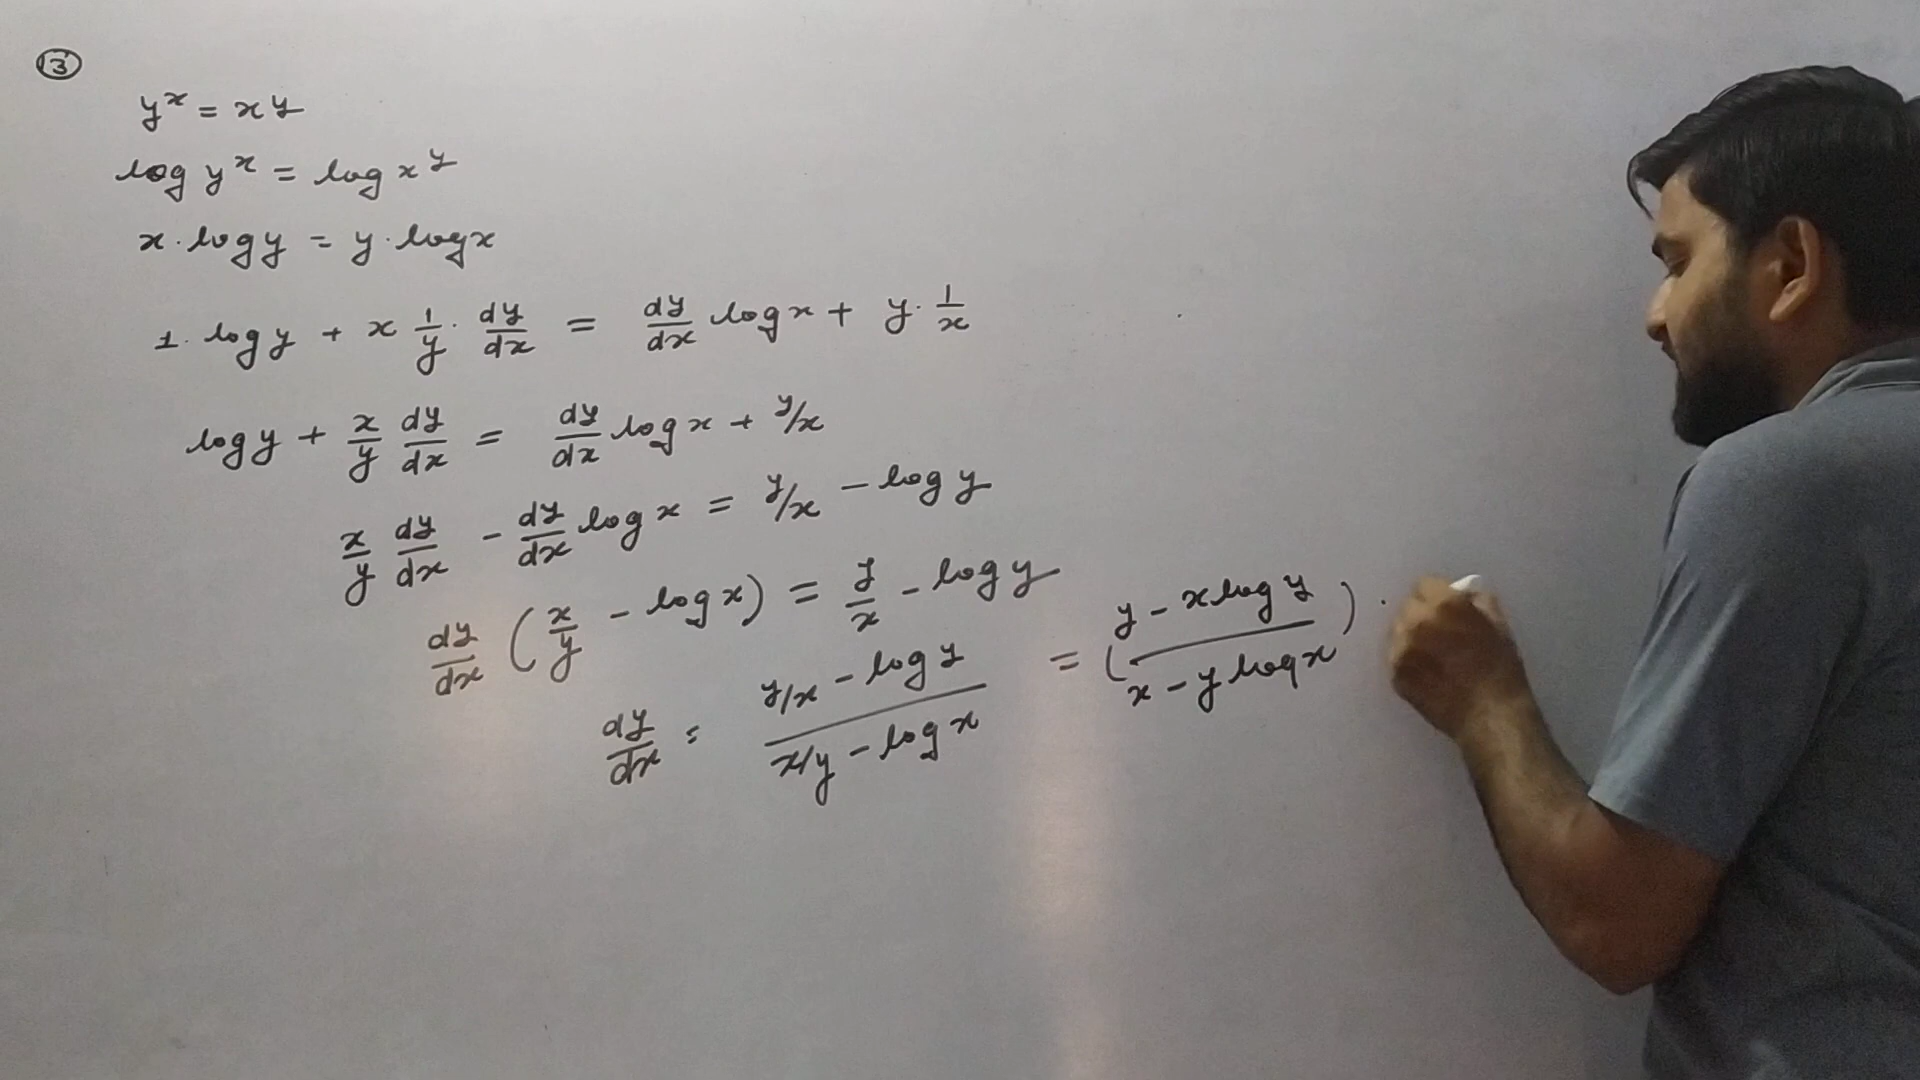 ③
y^x = x^y
log y^x = log x^y
x · log y = y · log x
1 · log y + x 1/y · dy/dx = dy/dx log x + y · 1/x
log y + x/y dy/dx = dy/dx log x + y/x
x/y dy/dx - dy/dx log x = y/x - log y
dy/dx (x/y - log x) = y/x - log y
dy/dx = (y/x - log y)/(x/y - log x) = ((y - x log y)/(x - y log x)) ·